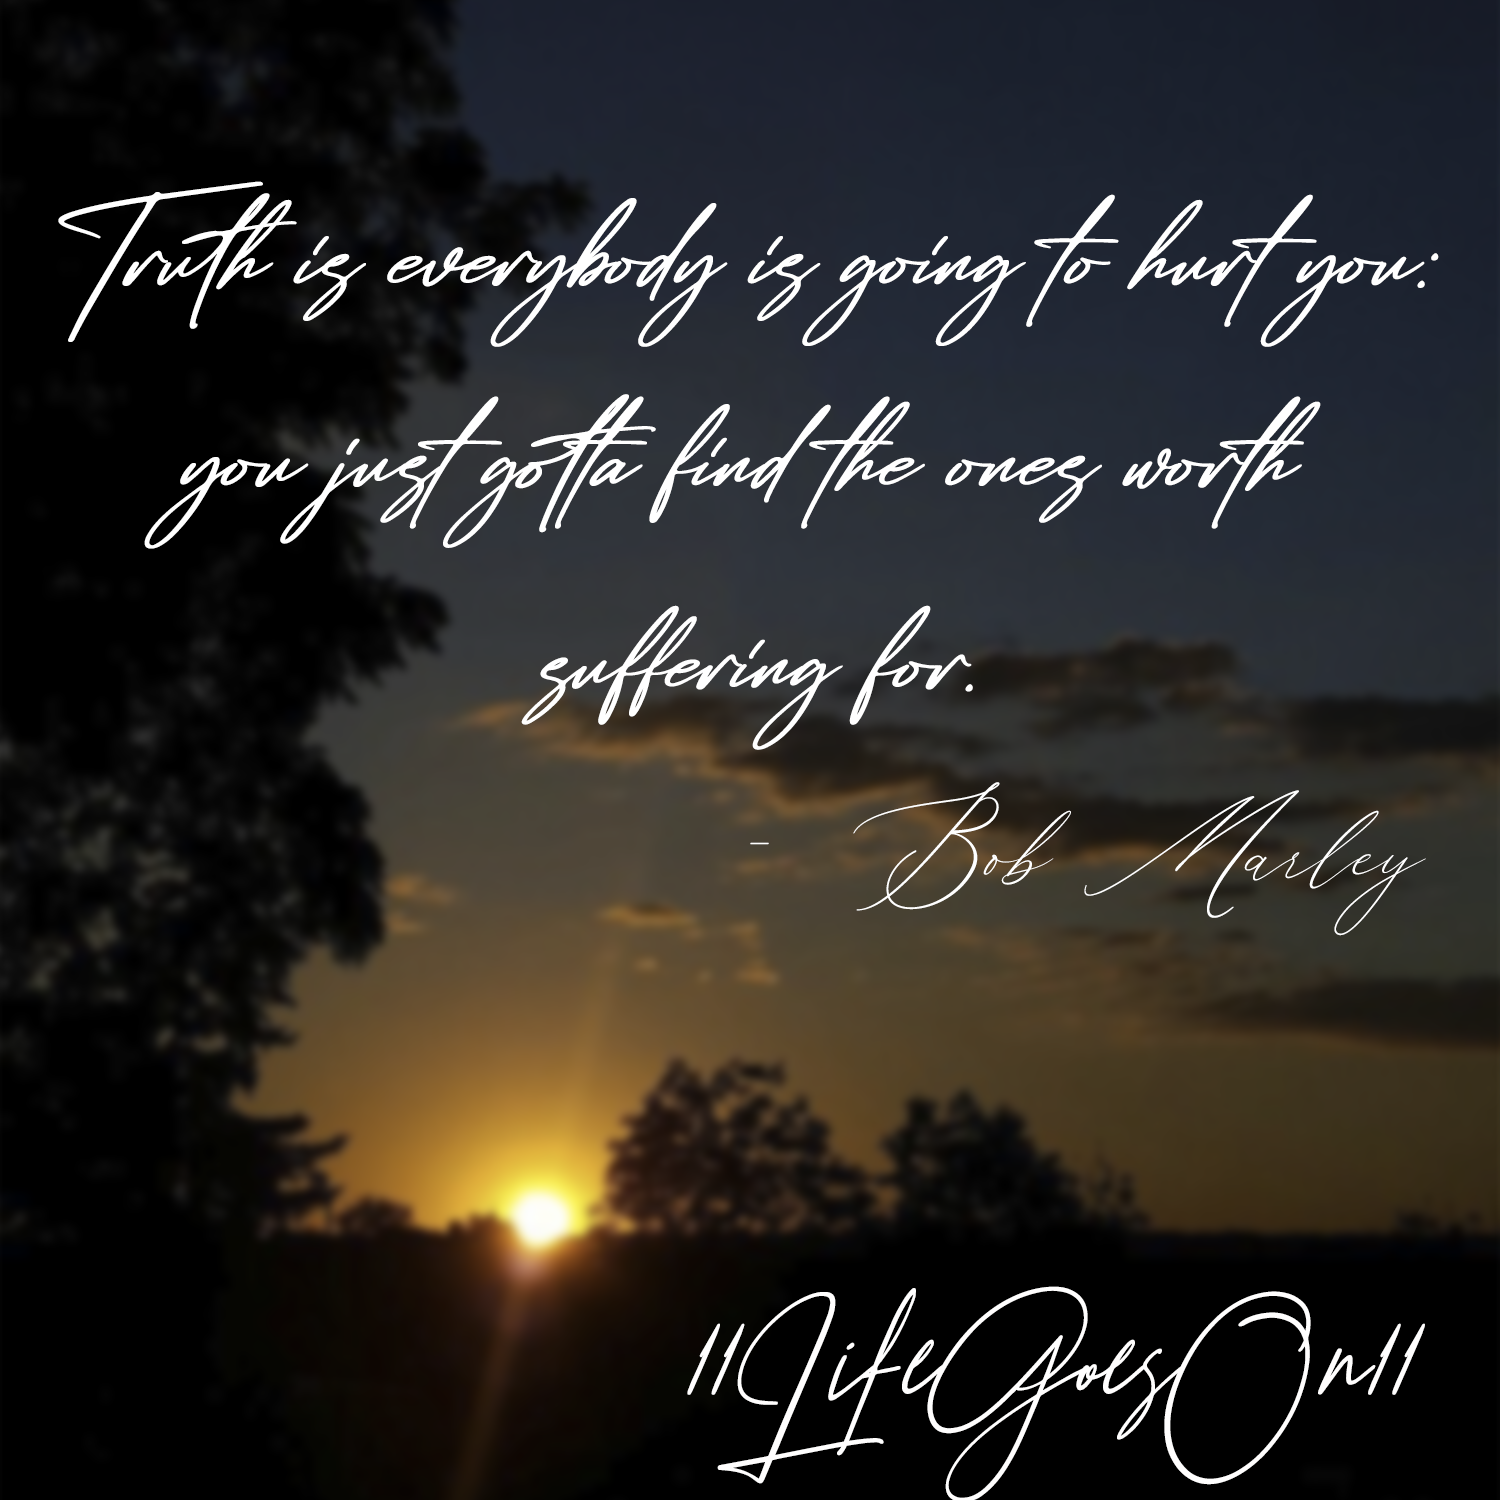 Truth is everybody is going to hurt you:
you just gotta find the ones worth
suffering for.
- Bob Marley
11LifeGoesOn11